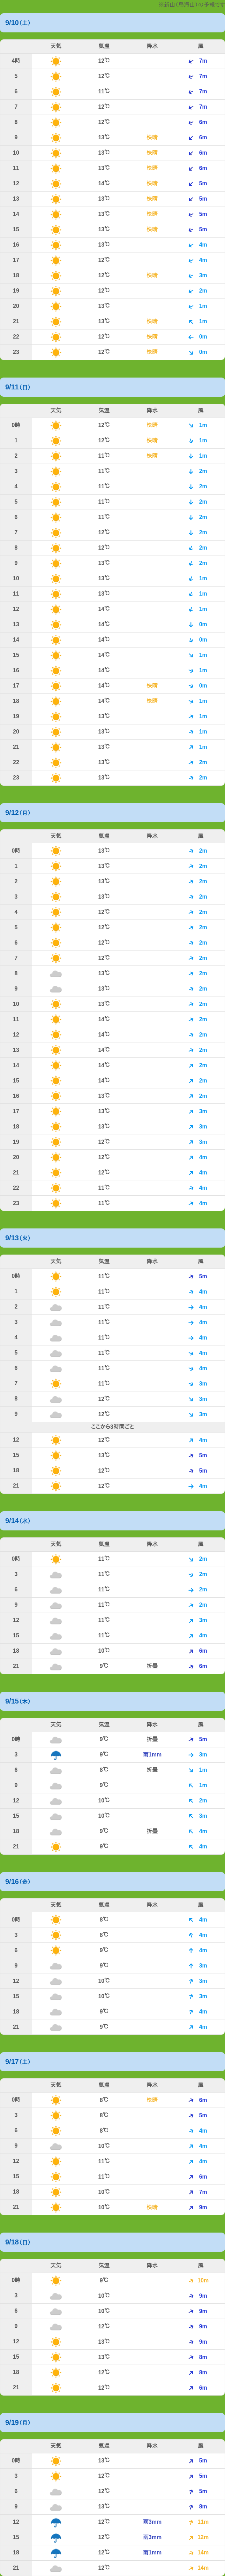 ※剣山（剣岳山）の予報です
9/10（土）
天気 気温 降水 風
4時 12℃ 7m
5 12℃ 7m
6 11℃ 7m
7 12℃ 7m
8 12℃ 6m
9 13℃ 快晴 6m
10 13℃ 快晴 6m
11 13℃ 快晴 6m
12 14℃ 快晴 5m
13 13℃ 快晴 5m
14 13℃ 快晴 5m
15 13℃ 快晴 5m
16 13℃ 4m
17 12℃ 4m
18 12℃ 快晴 3m
19 12℃ 2m
20 13℃ 1m
21 13℃ 快晴 1m
22 12℃ 快晴 0m
23 12℃ 快晴 0m
9/11（日）
天気 気温 降水 風
0時 12℃ 快晴 1m
1 12℃ 快晴 1m
2 11℃ 快晴 1m
3 11℃ 2m
4 11℃ 2m
5 11℃ 2m
6 11℃ 2m
7 12℃ 2m
8 12℃ 2m
9 13℃ 2m
10 13℃ 1m
11 13℃ 1m
12 14℃ 1m
13 14℃ 0m
14 14℃ 0m
15 14℃ 1m
16 14℃ 1m
17 14℃ 快晴 0m
18 14℃ 快晴 1m
19 13℃ 1m
20 13℃ 1m
21 13℃ 1m
22 13℃ 2m
23 13℃ 2m
9/12（月）
天気 気温 降水 風
0時 13℃ 2m
1 13℃ 2m
2 13℃ 2m
3 13℃ 2m
4 12℃ 2m
5 12℃ 2m
6 12℃ 2m
7 12℃ 2m
8 13℃ 2m
9 13℃ 2m
10 13℃ 2m
11 14℃ 2m
12 14℃ 2m
13 14℃ 2m
14 14℃ 2m
15 14℃ 2m
16 13℃ 2m
17 13℃ 3m
18 13℃ 3m
19 12℃ 3m
20 12℃ 4m
21 12℃ 4m
22 11℃ 4m
23 11℃ 4m
9/13（火）
天気 気温 降水 風
0時 11℃ 5m
1 11℃ 4m
2 11℃ 4m
3 11℃ 4m
4 11℃ 4m
5 11℃ 4m
6 11℃ 4m
7 11℃ 3m
8 12℃ 3m
9 12℃ 3m
ここから3時間ごと
12 12℃ 4m
15 13℃ 5m
18 12℃ 5m
21 12℃ 4m
9/14（水）
天気 気温 降水 風
0時 11℃ 2m
3 11℃ 2m
6 11℃ 2m
9 11℃ 2m
12 11℃ 3m
15 11℃ 4m
18 10℃ 6m
21 9℃ 折畳 6m
9/15（木）
天気 気温 降水 風
0時 9℃ 折畳 5m
3 9℃ 雨1mm 3m
6 8℃ 折畳 1m
9 9℃ 1m
12 10℃ 2m
15 10℃ 3m
18 9℃ 折畳 4m
21 9℃ 4m
9/16（金）
天気 気温 降水 風
0時 8℃ 4m
3 8℃ 4m
6 9℃ 4m
9 9℃ 3m
12 10℃ 3m
15 10℃ 3m
18 9℃ 4m
21 9℃ 4m
9/17（土）
天気 気温 降水 風
0時 8℃ 快晴 6m
3 8℃ 5m
6 8℃ 4m
9 10℃ 4m
12 11℃ 4m
15 11℃ 6m
18 10℃ 7m
21 10℃ 快晴 9m
9/18（日）
天気 気温 降水 風
0時 9℃ 10m
3 10℃ 9m
6 10℃ 9m
9 12℃ 9m
12 13℃ 9m
15 13℃ 8m
18 12℃ 8m
21 12℃ 6m
9/19（月）
天気 気温 降水 風
0時 13℃ 5m
3 12℃ 5m
6 12℃ 5m
9 13℃ 8m
12 12℃ 雨3mm 11m
15 12℃ 雨3mm 12m
18 12℃ 雨1mm 14m
21 12℃ 14m